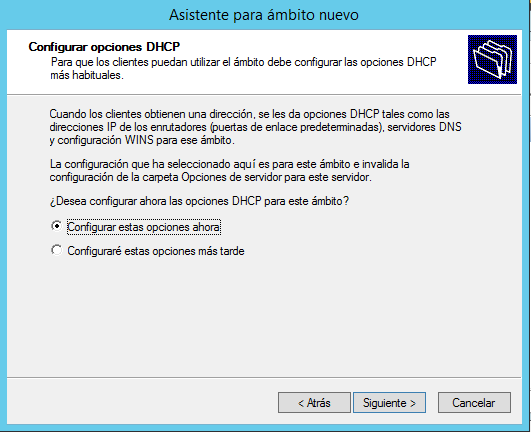 Asistente para ámbito nuevo
Configurar opciones DHCP
Para que los clientes puedan utilizar el ámbito debe configurar las opciones DHCP
más habituales.
Cuando los clientes obtienen una dirección, se les da opciones DHCP tales como las
direcciones IP de los enrutadores (puertas de enlace predeterminadas), servidores DNS
y configuración WINS para ese ámbito.
La configuración que ha seleccionado aquí es para este ámbito e invalida la
configuración de la carpeta Opciones de servidor para este servidor.
¿Desea configurar ahora las opciones DHCP para este ámbito?
Configurar estas opciones ahora
Configuraré estas opciones más tarde
< Atrás
Siguiente >
Cancelar